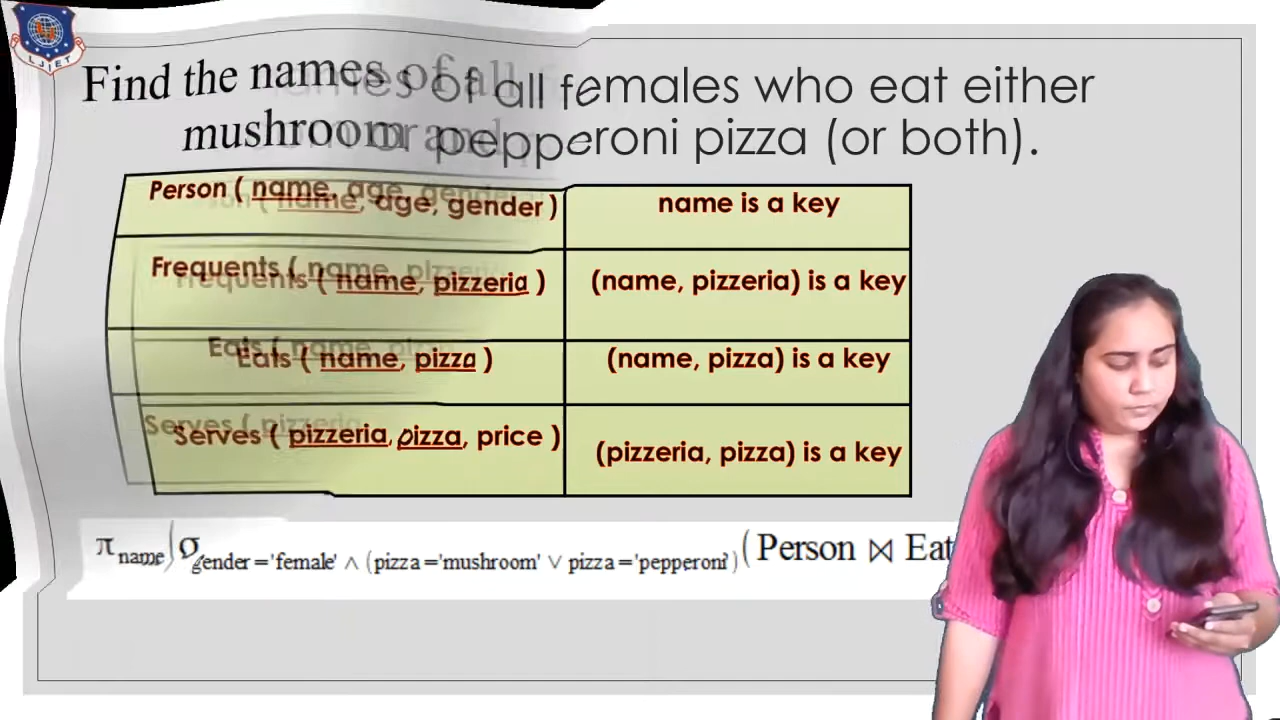 LJIET
Find the names of all females who eat either
mushroom or pepperoni pizza (or both).
Person ( name, age, gender ) name is a key
Frequents ( name, pizzeria ) (name, pizzeria) is a key
Eats ( name, pizza ) (name, pizza) is a key
Serves ( pizzeria, pizza, price ) (pizzeria, pizza) is a key
π name ( σ gender='female' ∧ (pizza='mushroom' ∨ pizza='pepperoni') ( Person ⋈ Eat